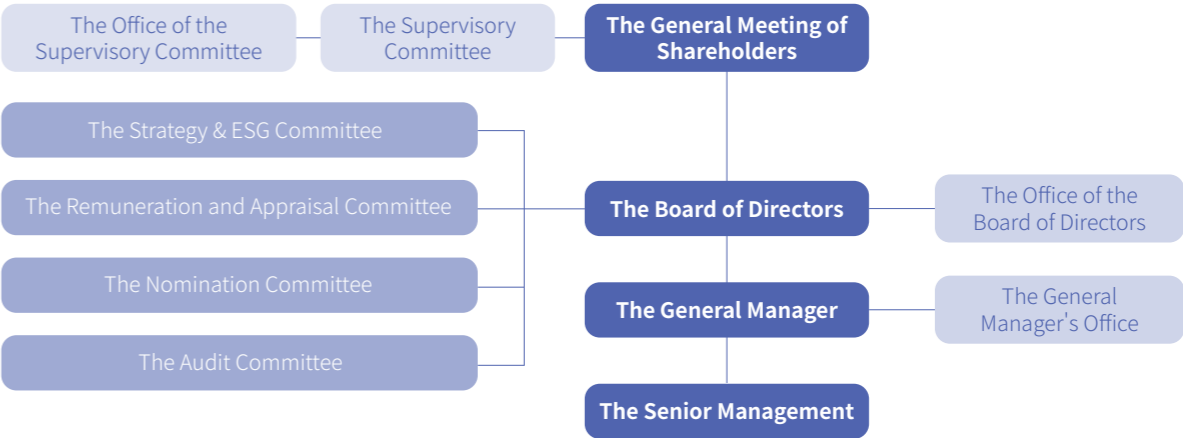 The Office of the
Supervisory Committee
The Supervisory
Committee
The General Meeting of
Shareholders
The Strategy & ESG Committee
The Remuneration and Appraisal Committee
The Nomination Committee
The Audit Committee
The Board of Directors
The Office of the
Board of Directors
The General Manager
The General
Manager's Office
The Senior Management